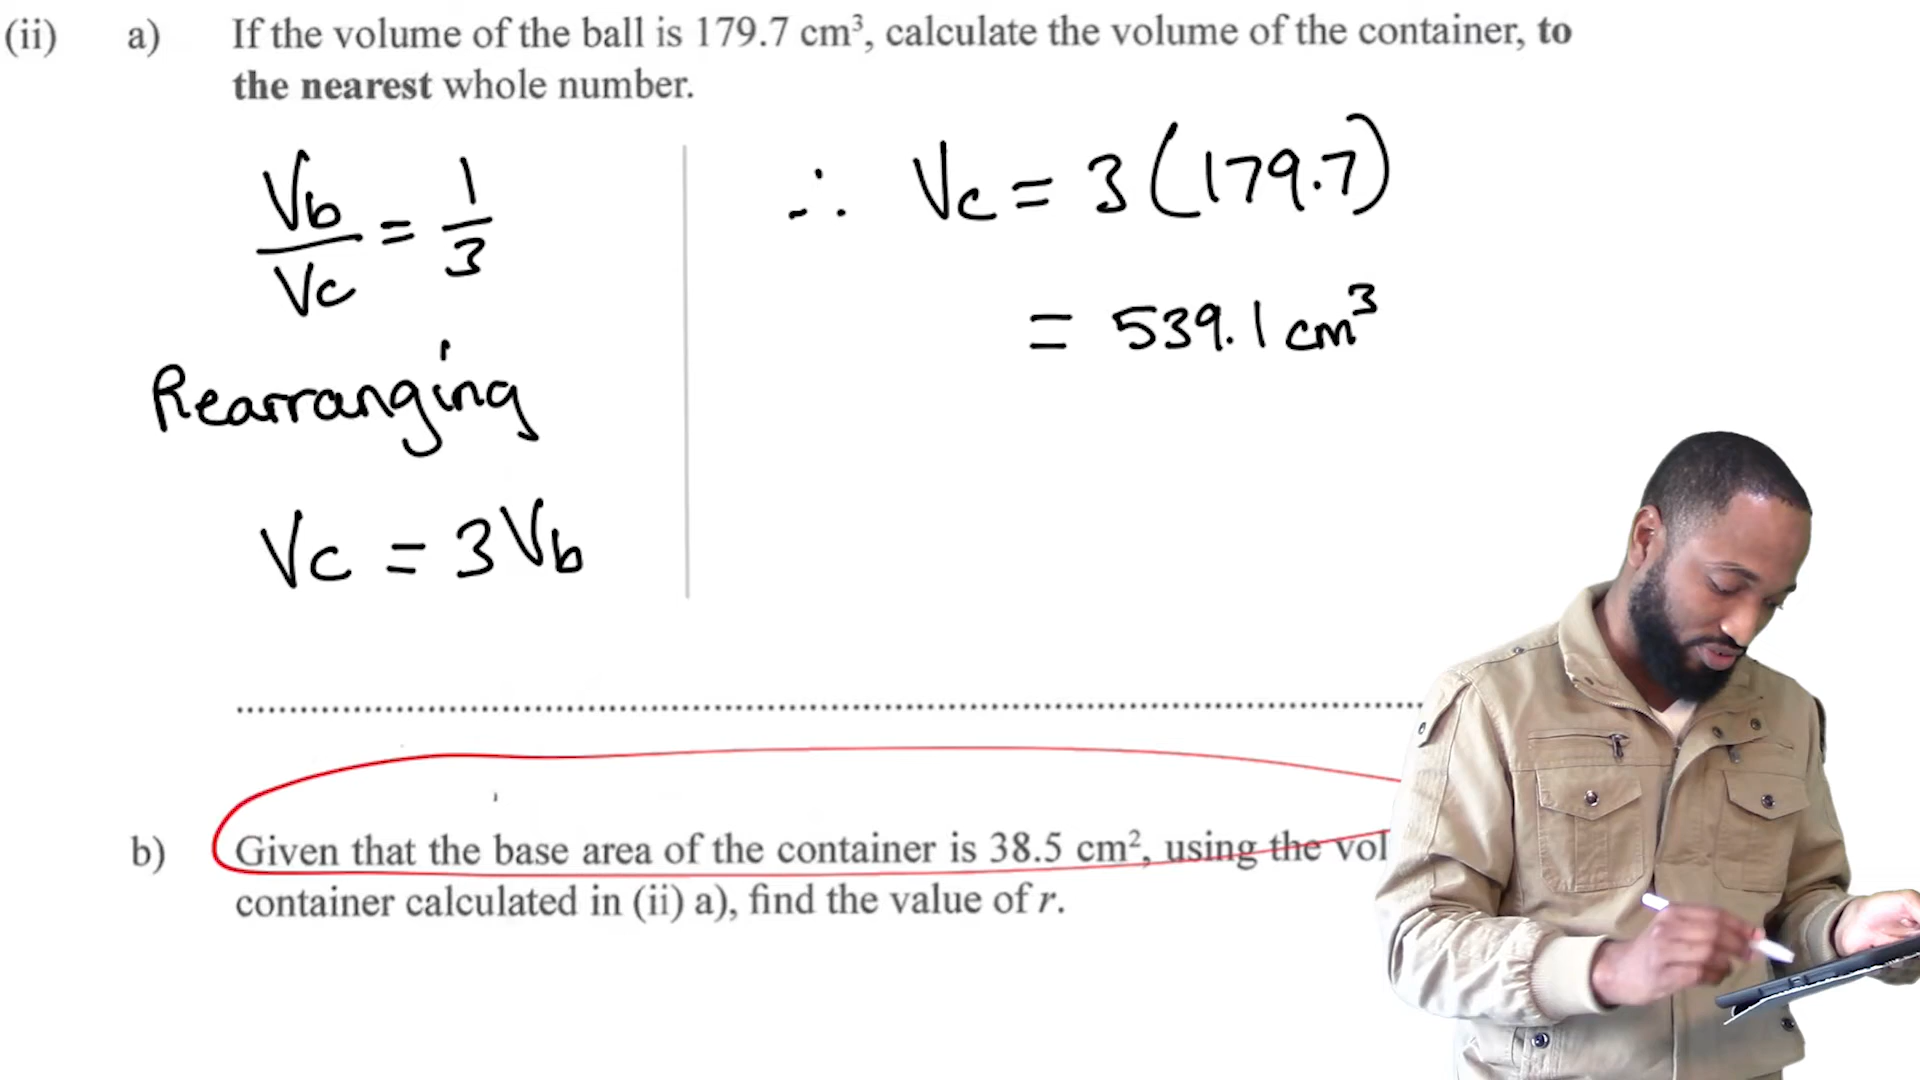 (ii) a) If the volume of the ball is 179.7 cm³, calculate the volume of the container, to
the nearest whole number.
Vb/Vc = 1/3
Rearranging
Vc = 3Vb
∴ Vc = 3(179.7)
= 539.1 cm³
b) Given that the base area of the container is 38.5 cm², using the vol
container calculated in (ii) a), find the value of r.